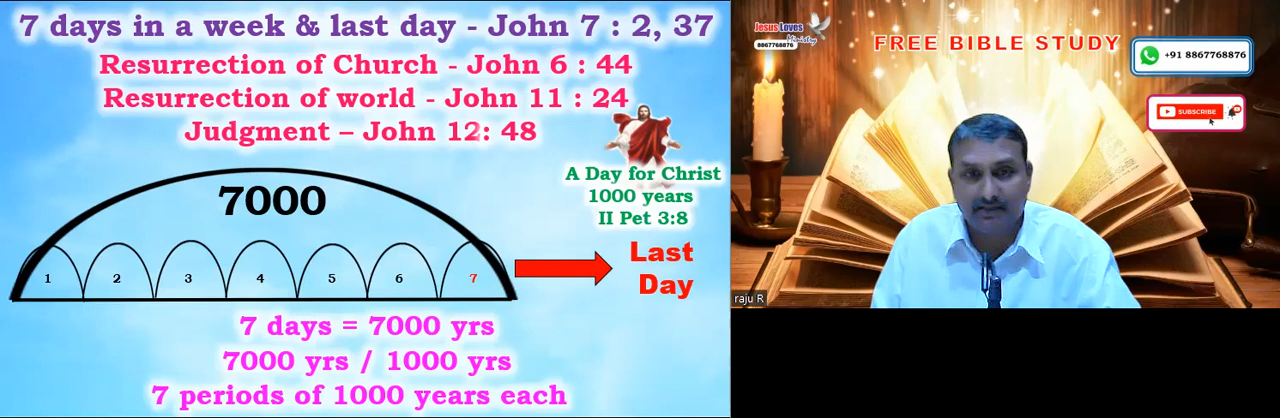 7 days in a week & last day - John 7 : 2, 37
Resurrection of Church - John 6 : 44
Resurrection of world - John 11 : 24
Judgment – John 12: 48
A Day for Christ
1000 years
II Pet 3:8
7000
1 2 3 4 5 6 7
Last
Day
7 days = 7000 yrs
7000 yrs / 1000 yrs
7 periods of 1000 years each
Jesus Loves
Ministry
8867768876
FREE BIBLE STUDY
+91 8867768876
SUBSCRIBE
raju R